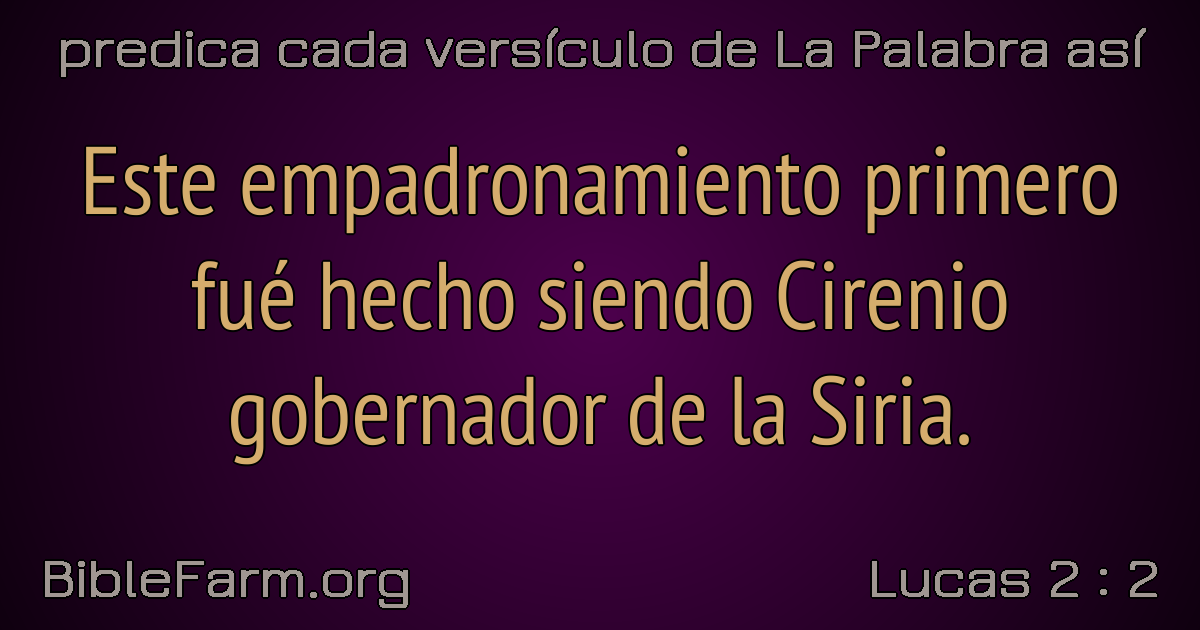 predica cada versículo de La Palabra así
Este empadronamiento primero
fué hecho siendo Cirenio
gobernador de la Siria.
BibleFarm.org
Lucas 2 : 2